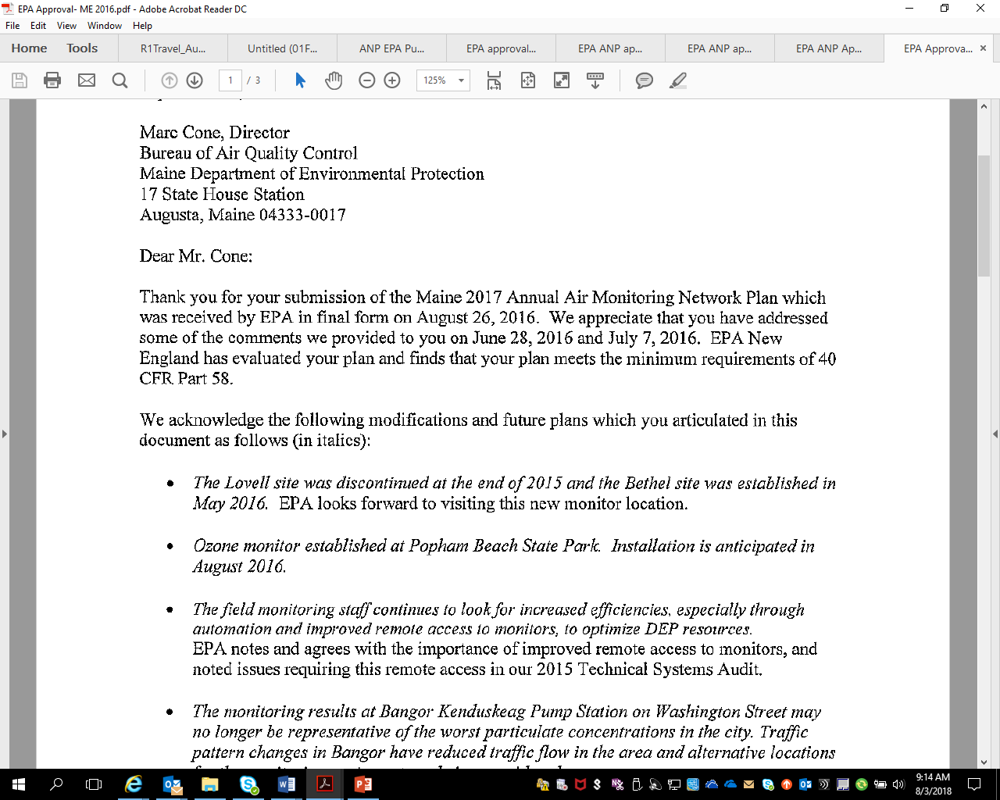 EPA Approval- ME 2016.pdf - Adobe Acrobat Reader DC
File Edit View Window Help
Home Tools R1Travel_Au... Untitled (01F... ANP EPA Pu... EPA approval... EPA ANP ap... EPA ANP ap... EPA ANP Ap... EPA Approva... ×
1 / 3 125%
Marc Cone, Director
Bureau of Air Quality Control
Maine Department of Environmental Protection
17 State House Station
Augusta, Maine 04333-0017
Dear Mr. Cone:
Thank you for your submission of the Maine 2017 Annual Air Monitoring Network Plan which
was received by EPA in final form on August 26, 2016. We appreciate that you have addressed
some of the comments we provided to you on June 28, 2016 and July 7, 2016. EPA New
England has evaluated your plan and finds that your plan meets the minimum requirements of 40
CFR Part 58.
We acknowledge the following modifications and future plans which you articulated in this
document as follows (in italics):
• The Lovell site was discontinued at the end of 2015 and the Bethel site was established in
May 2016. EPA looks forward to visiting this new monitor location.
• Ozone monitor established at Popham Beach State Park. Installation is anticipated in
August 2016.
• The field monitoring staff continues to look for increased efficiencies, especially through
automation and improved remote access to monitors, to optimize DEP resources.
EPA notes and agrees with the importance of improved remote access to monitors, and
noted issues requiring this remote access in our 2015 Technical Systems Audit.
• The monitoring results at Bangor Kenduskeag Pump Station on Washington Street may
no longer be representative of the worst particulate concentrations in the city. Traffic
pattern changes in Bangor have reduced traffic flow in the area and alternative locations
9:14 AM
8/3/2018